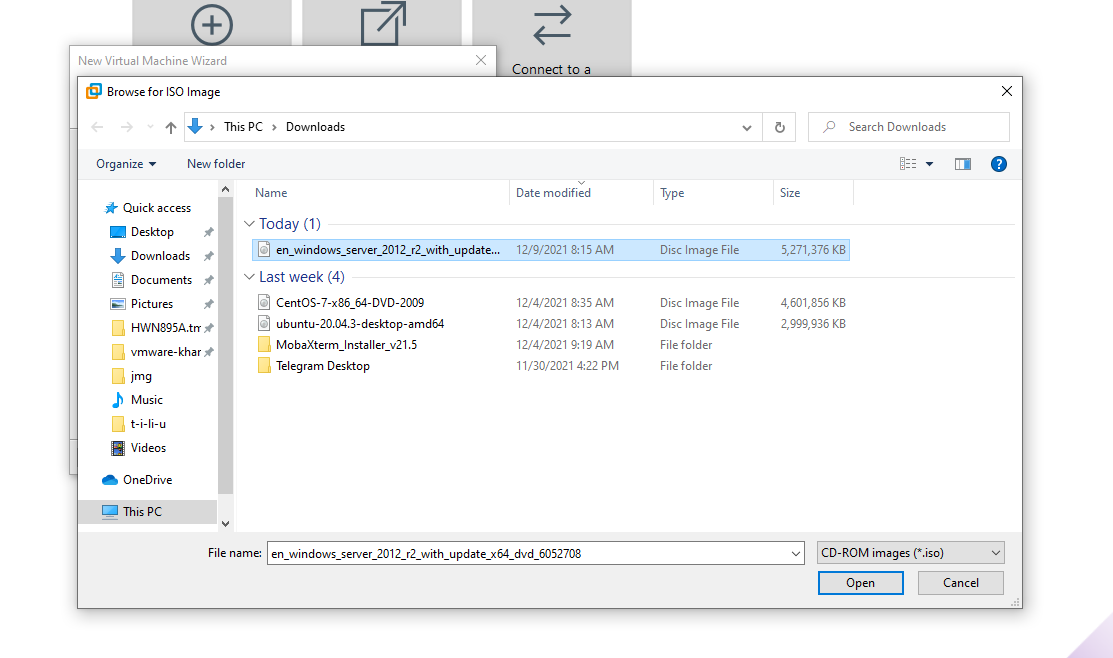 Connect to a
New Virtual Machine Wizard
Browse for ISO Image
This PC > Downloads
Search Downloads
Organize
New folder
Name
Date modified
Type
Size
Quick access
Desktop
Downloads
Documents
Pictures
HWN895A.tm
vmware-khar
jmg
Music
t-i-li-u
Videos
OneDrive
This PC
Today (1)
en_windows_server_2012_r2_with_update... 12/9/2021 8:15 AM Disc Image File 5,271,376 KB
Last week (4)
CentOS-7-x86_64-DVD-2009 12/4/2021 8:35 AM Disc Image File 4,601,856 KB
ubuntu-20.04.3-desktop-amd64 12/4/2021 8:13 AM Disc Image File 2,999,936 KB
MobaXterm_Installer_v21.5 12/4/2021 9:19 AM File folder
Telegram Desktop 11/30/2021 4:22 PM File folder
File name: en_windows_server_2012_r2_with_update_x64_dvd_6052708
CD-ROM images (*.iso)
Open
Cancel